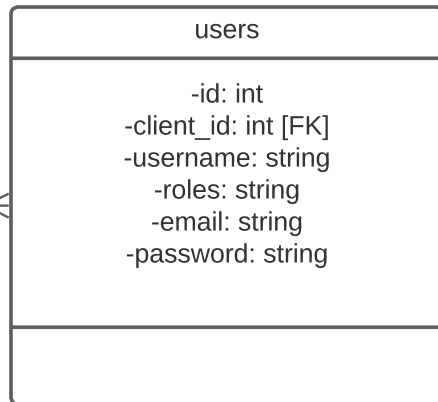 users
-id: int
-client_id: int [FK]
-username: string
-roles: string
-email: string
-password: string